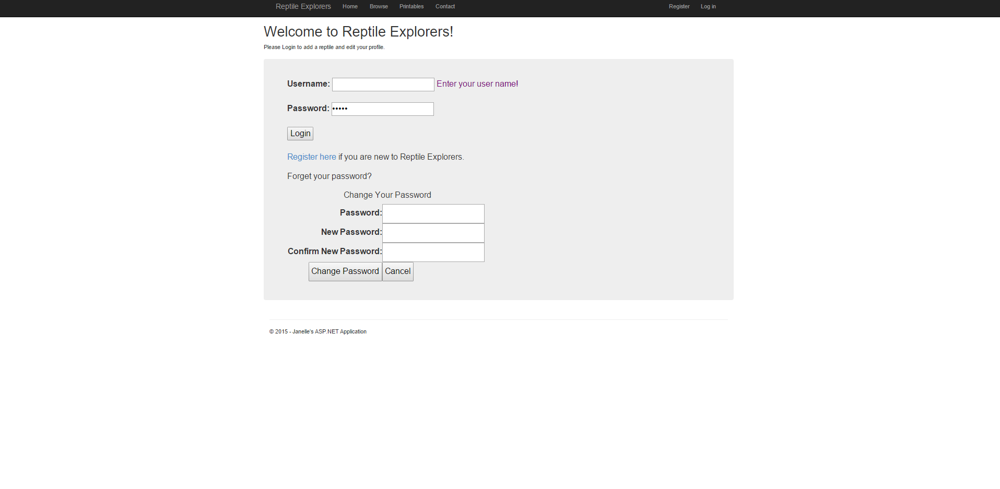 Reptile Explorers Home Browse Printables Contact Register Log in
Welcome to Reptile Explorers!
Please Login to add a reptile and edit your profile.
Username: Enter your user name!
Password: •••••
Login
Register here if you are new to Reptile Explorers.
Forget your password?
Change Your Password
Password:
New Password:
Confirm New Password:
Change Password Cancel
© 2015 - Janelle's ASP.NET Application